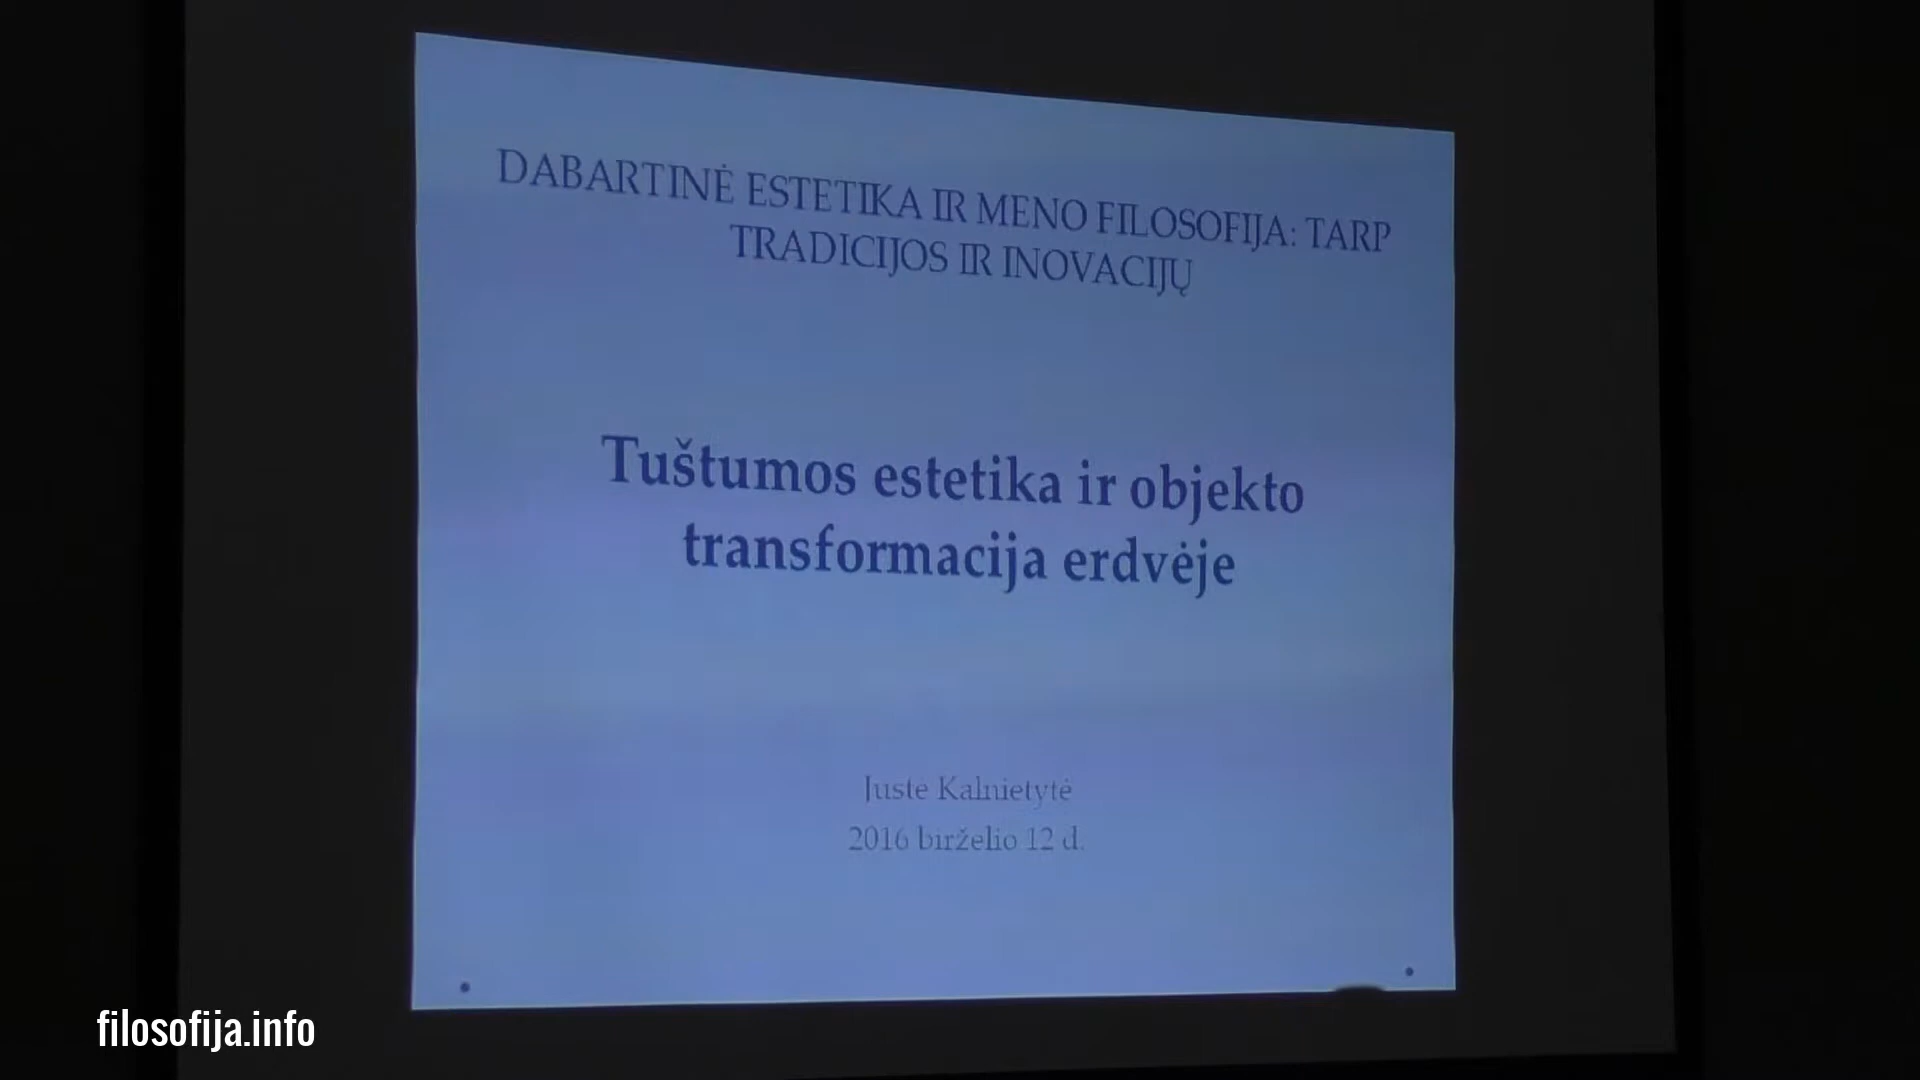 DABARTINĖ ESTETIKA IR MENO FILOSOFIJA: TARP
TRADICIJOS IR INOVACIJŲ
Tuštumos estetika ir objekto
transformacija erdvėje
Justė Kalnietytė
2016 birželio 12 d.
filosofija.info